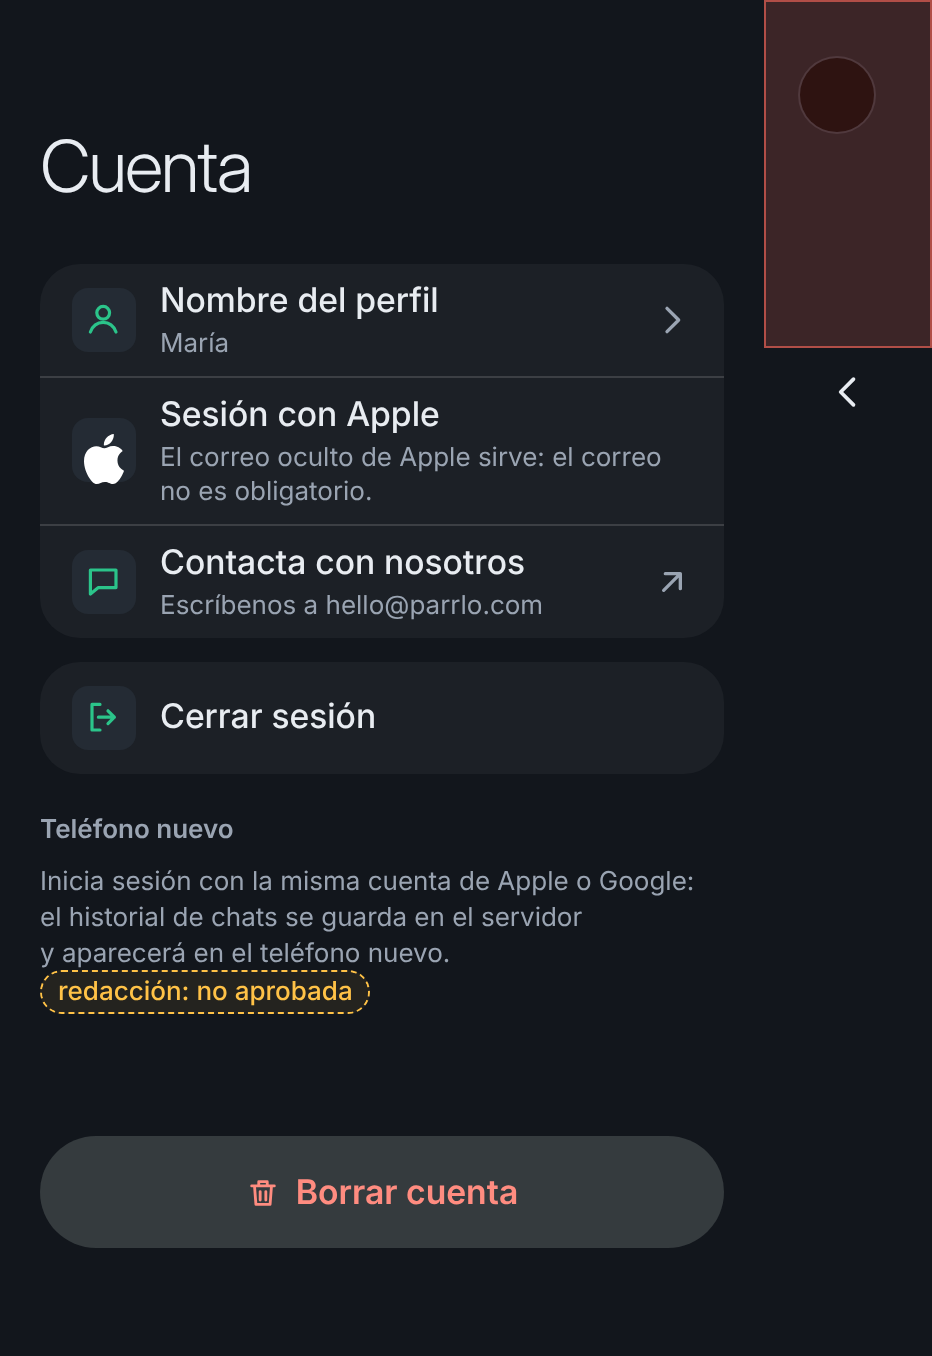 Cuenta
Nombre del perfil
María
Sesión con Apple
El correo oculto de Apple sirve: el correo
no es obligatorio.
Contacta con nosotros
Escríbenos a hello@parrlo.com
Cerrar sesión
Teléfono nuevo
Inicia sesión con la misma cuenta de Apple o Google:
el historial de chats se guarda en el servidor
y aparecerá en el teléfono nuevo.
redacción: no aprobada
Borrar cuenta